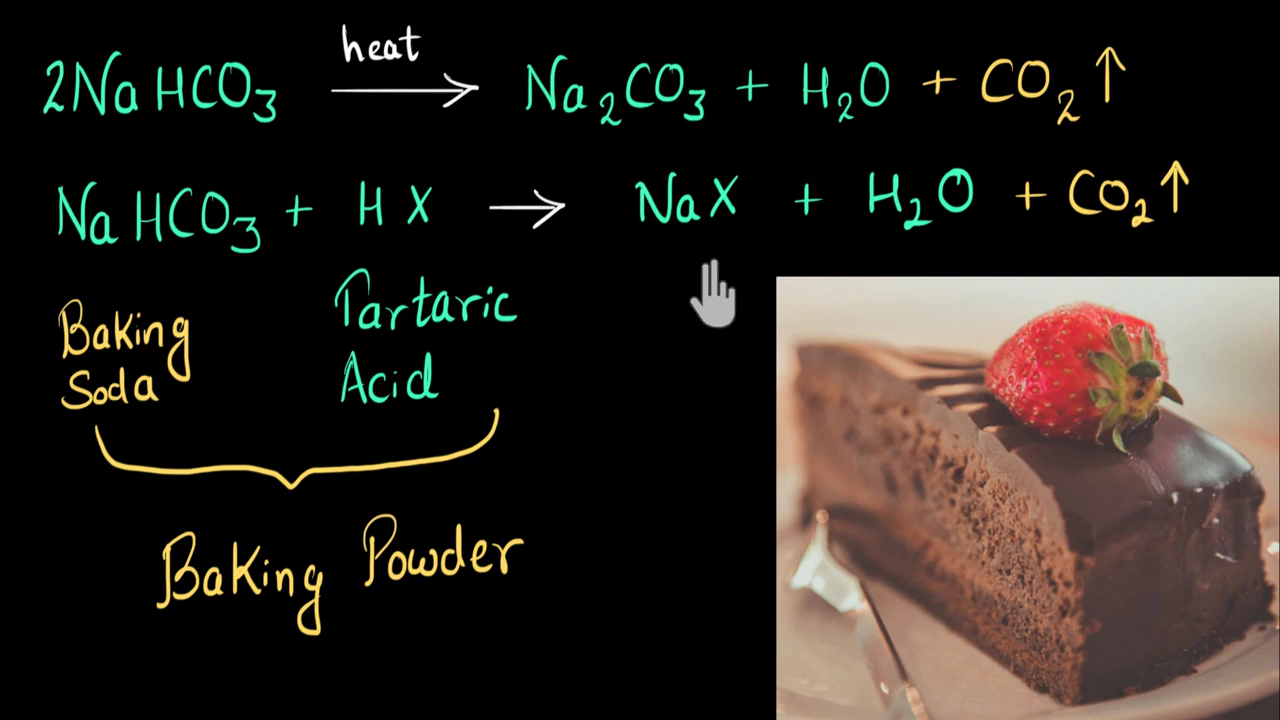 heat
2NaHCO₃ → Na₂CO₃ + H₂O + CO₂ ↑
NaHCO₃ + HX → NaX + H₂O + CO₂ ↑
Baking Soda
Tartaric Acid
Baking Powder